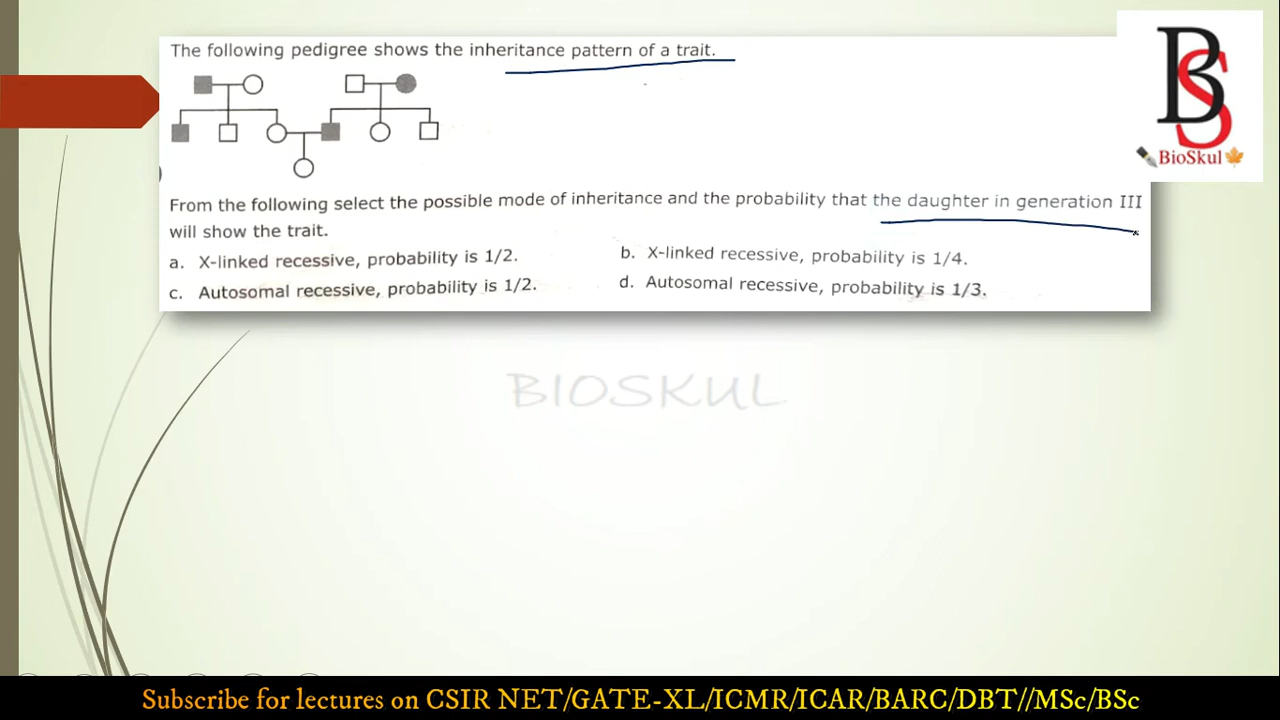 The following pedigree shows the inheritance pattern of a trait.
From the following select the possible mode of inheritance and the probability that the daughter in generation III
will show the trait.
a. X-linked recessive, probability is 1/2.
b. X-linked recessive, probability is 1/4.
c. Autosomal recessive, probability is 1/2.
d. Autosomal recessive, probability is 1/3.
BS
BioSkul
BIOSKUL
Subscribe for lectures on CSIR NET/GATE-XL/ICMR/ICAR/BARC/DBT//MSc/BSc